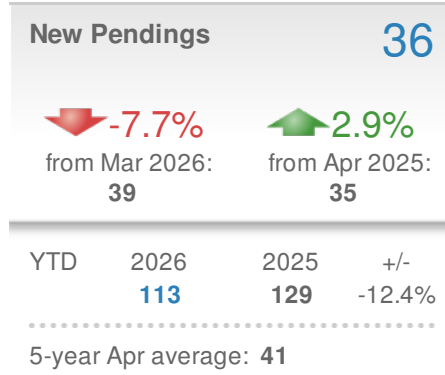 New Pendings 36
-7.7% 2.9%
from Mar 2026: from Apr 2025:
39 35
YTD 2026 2025 +/-
113 129 -12.4%
5-year Apr average: 41